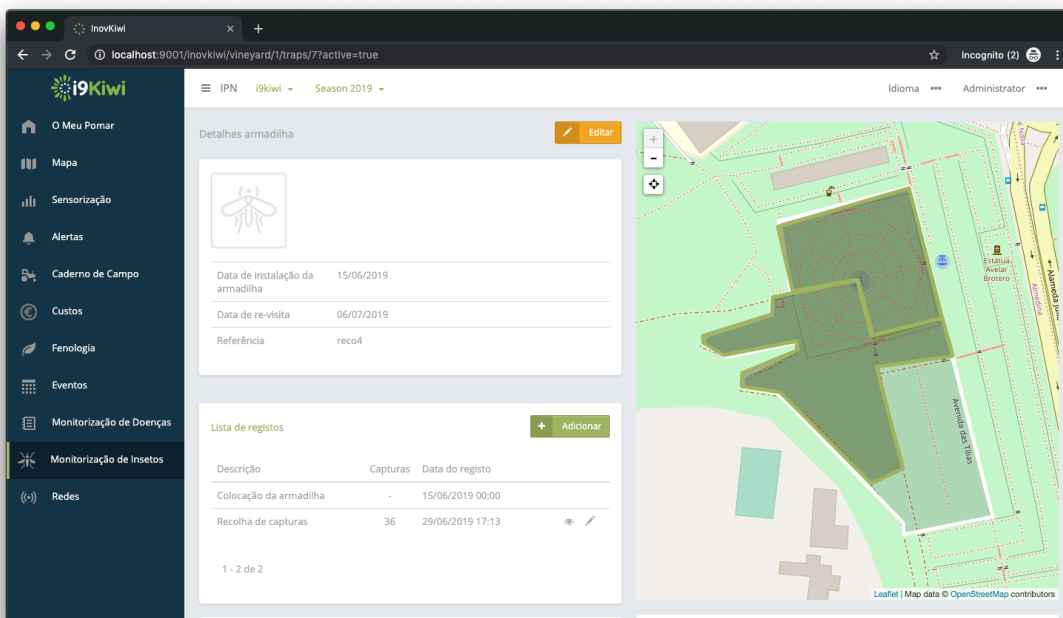 InovKiwi
localhost:9001/inovkiwi/vineyard/1/traps/7?active=true
Incognito (2)
i9Kiwi
IPN
i9kiwi
Season 2019
Idioma
Administrator
O Meu Pomar
Mapa
Sensorização
Alertas
Caderno de Campo
Custos
Fenologia
Eventos
Monitorização de Doenças
Monitorização de Insetos
Redes
Detalhes armadilha
Editar
Data de instalação da armadilha
15/06/2019
Data de re-visita
06/07/2019
Referência
reco4
Lista de registos
+ Adicionar
Descrição Capturas Data do registo
Colocação da armadilha - 15/06/2019 00:00
Recolha de capturas 36 29/06/2019 17:13
1 - 2 de 2
+
-
Estátua
Avelar
Brotero
Almedina
Avenida das Tílias
Leaflet | Map data © OpenStreetMap contributors